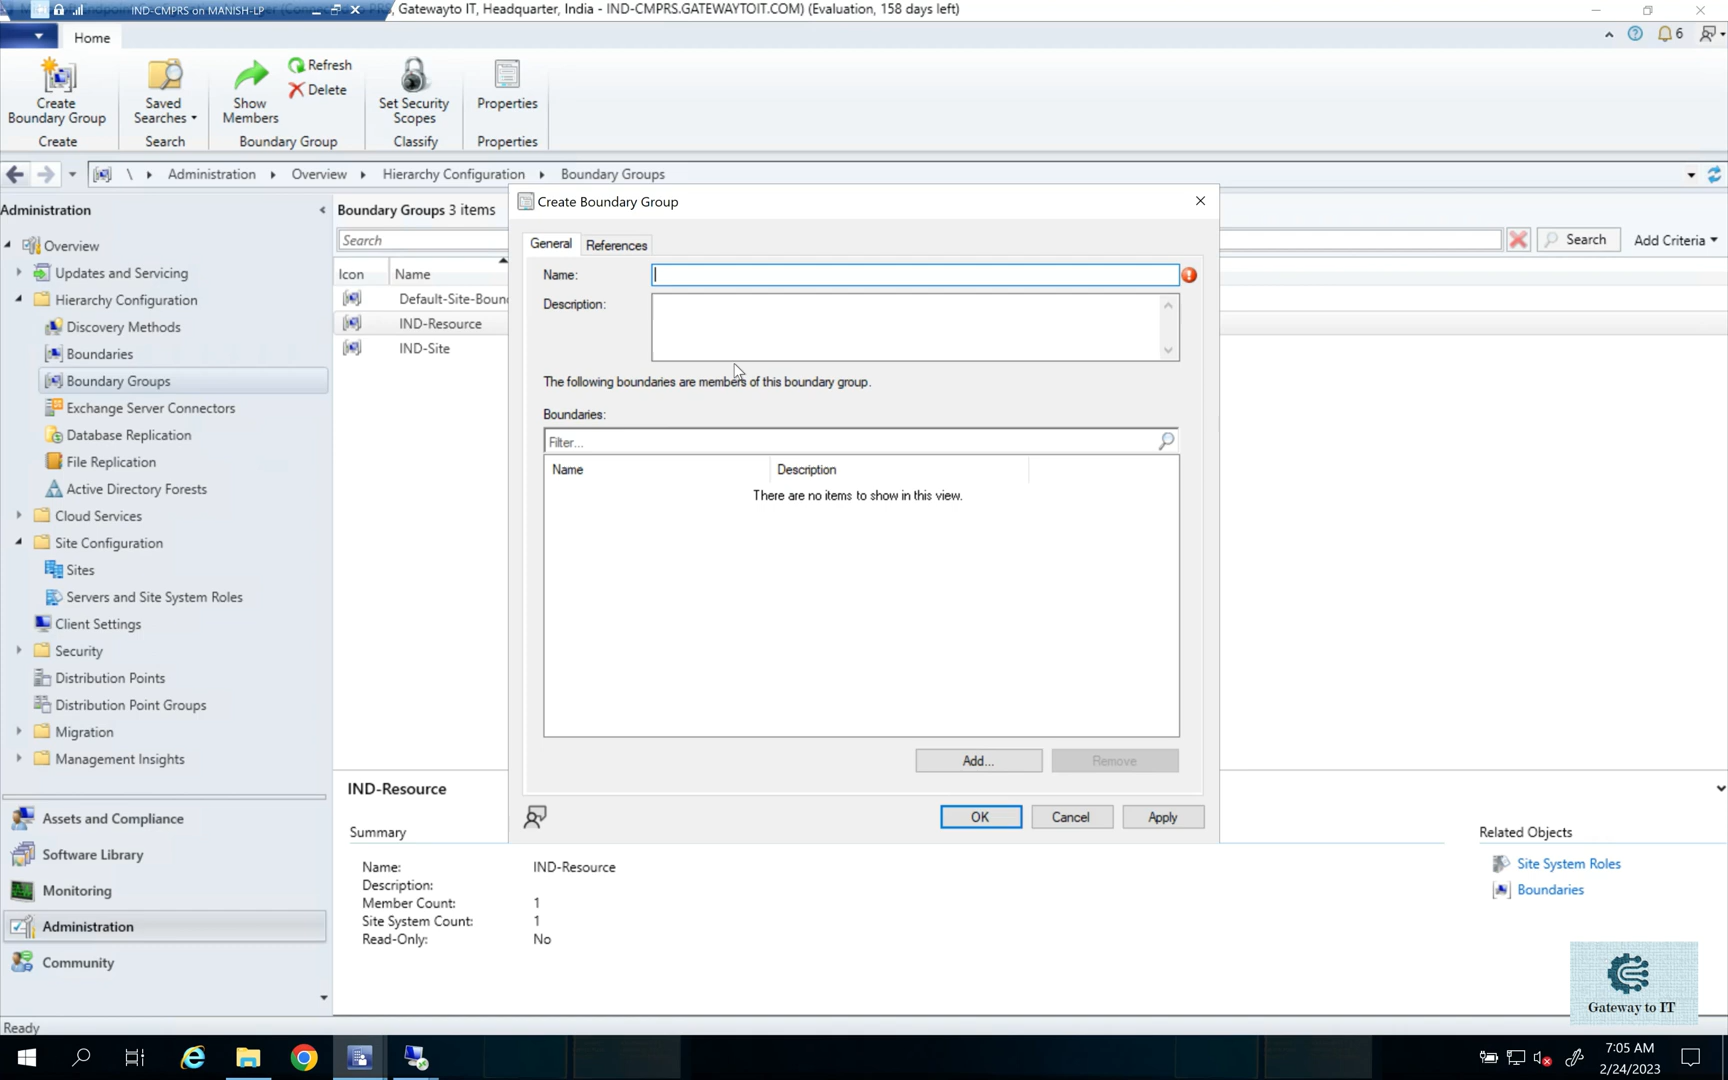 IND-CMPRS on MANISH-LP
PRS, Gatewayto IT, Headquarter, India - IND-CMPRS.GATEWAYTOIT.COM) (Evaluation, 158 days left)
Home
6
Create Boundary Group
Saved Searches
Show Members
Refresh
Delete
Set Security Scopes
Properties
Create
Search
Boundary Group
Classify
Properties
\ Administration Overview Hierarchy Configuration Boundary Groups
Administration
Overview
Updates and Servicing
Hierarchy Configuration
Discovery Methods
Boundaries
Boundary Groups
Exchange Server Connectors
Database Replication
File Replication
Active Directory Forests
Cloud Services
Site Configuration
Sites
Servers and Site System Roles
Client Settings
Security
Distribution Points
Distribution Point Groups
Migration
Management Insights
Assets and Compliance
Software Library
Monitoring
Administration
Community
Ready
Boundary Groups 3 items
Search
Search
Add Criteria
Icon Name
Default-Site-Boun
IND-Resource
IND-Site
Create Boundary Group
General References
Name:
Description:
The following boundaries are members of this boundary group.
Boundaries:
Filter...
Name Description
There are no items to show in this view.
Add... Remove
OK Cancel Apply
IND-Resource
Summary
Name: IND-Resource
Description:
Member Count: 1
Site System Count: 1
Read-Only: No
Related Objects
Site System Roles
Boundaries
Gateway to IT
7:05 AM
2/24/2023